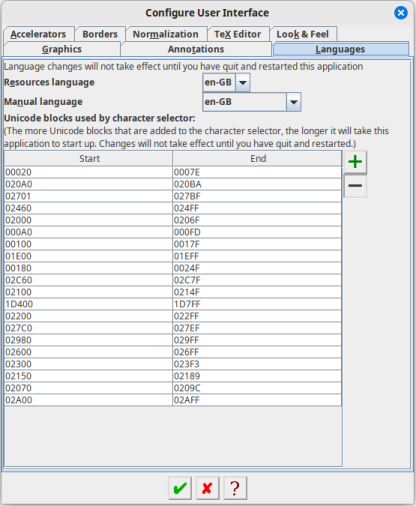 Configure User Interface
Accelerators Borders Normalization TeX Editor Look & Feel
Graphics Annotations Languages
Language changes will not take effect until you have quit and restarted this application
Resources language en-GB
Manual language en-GB
Unicode blocks used by character selector:
(The more Unicode blocks that are added to the character selector, the longer it will take this
application to start up. Changes will not take effect until you have quit and restarted.)
Start End
00020 0007E
020A0 020BA
02701 027BF
02460 024FF
02000 0206F
000A0 000FD
00100 0017F
01E00 01EFF
00180 0024F
02C60 02C7F
02100 0214F
1D400 1D7FF
02200 022FF
027C0 027EF
02980 029FF
02600 026FF
02300 023F3
02150 02189
02070 0209C
02A00 02AFF